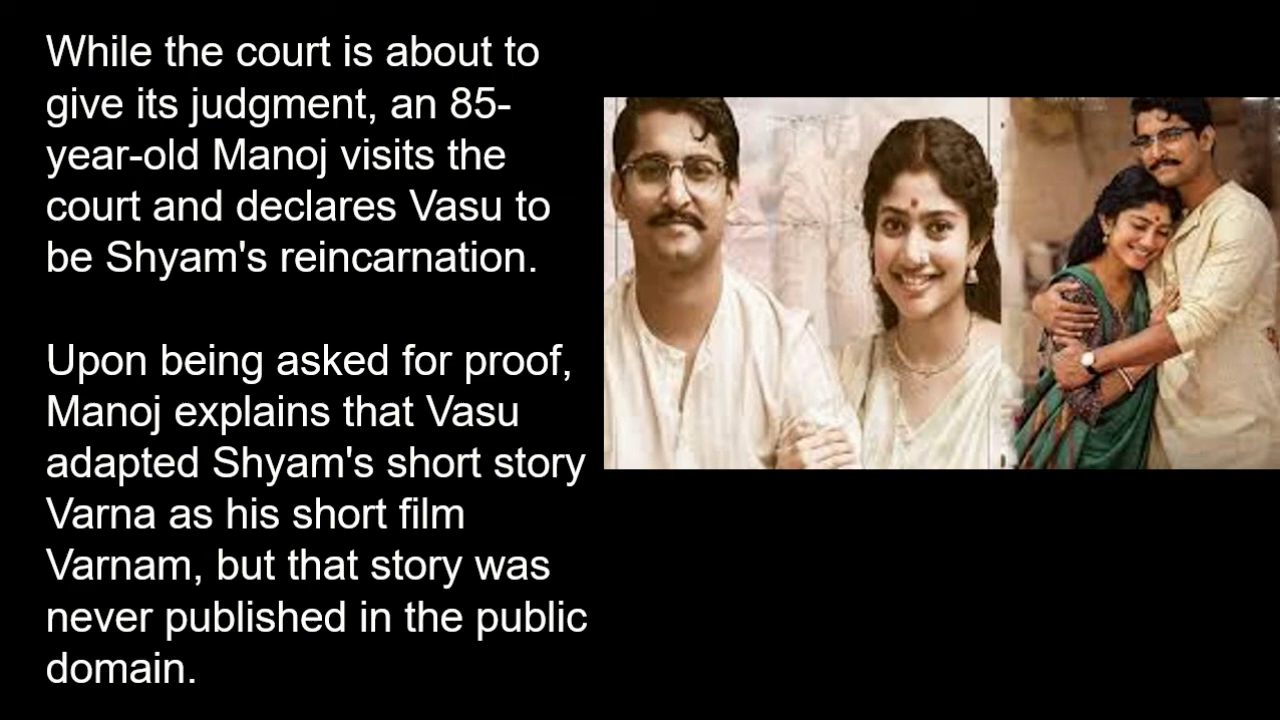 While the court is about to
give its judgment, an 85-
year-old Manoj visits the
court and declares Vasu to
be Shyam's reincarnation.
Upon being asked for proof,
Manoj explains that Vasu
adapted Shyam's short story
Varna as his short film
Varnam, but that story was
never published in the public
domain.